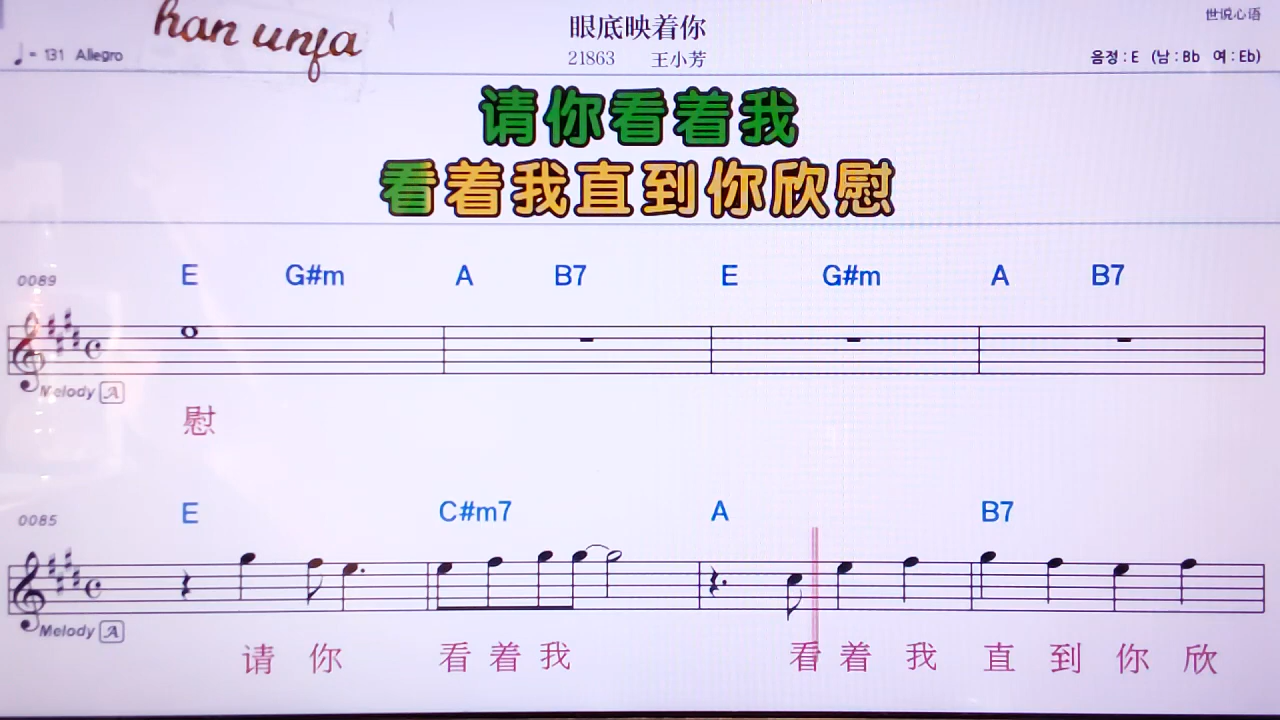 han unja
眼底映着你
世说心语
♩= 131 Allegro
21863 王小芳
음정 : E (남 : Bb 여 : Eb)
请你看着我
看着我直到你欣慰
0089 E G#m A B7 E G#m A B7
Melody A
慰
0085 E C#m7 A B7
Melody A
请 你 看 着 我 看 着 我 直 到 你 欣